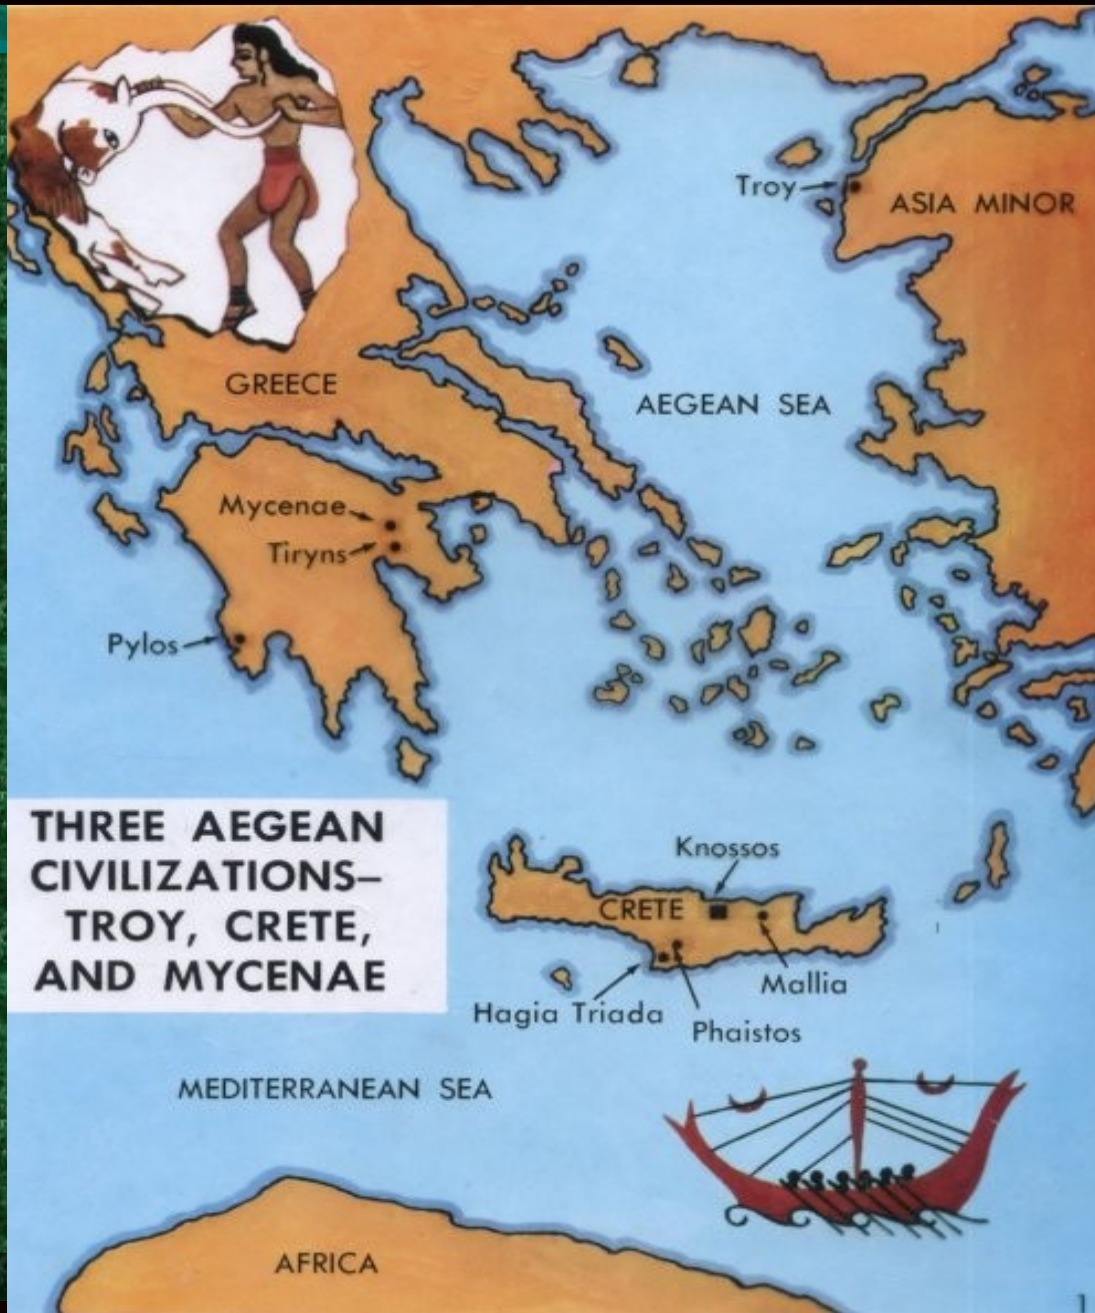 Troy
ASIA MINOR
GREECE
AEGEAN SEA
Mycenae
Tiryns
Pylos
THREE AEGEAN
CIVILIZATIONS–
TROY, CRETE,
AND MYCENAE
Knossos
CRETE
Mallia
Hagia Triada
Phaistos
MEDITERRANEAN SEA
AFRICA
1